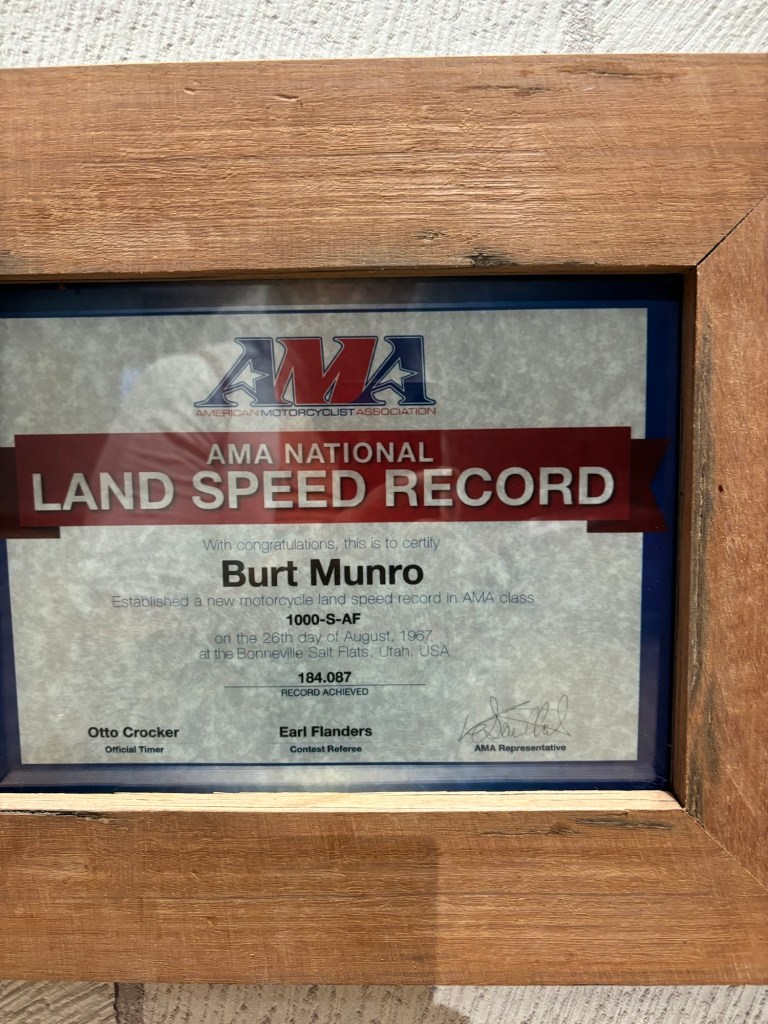 AMA
AMERICAN MOTORCYCLIST ASSOCIATION
AMA NATIONAL
LAND SPEED RECORD
With congratulations, this is to certify
Burt Munro
Established a new motorcycle land speed record in AMA class
1000-S-AF
on the 26th day of August, 1967
at the Bonneville Salt Flats, Utah, USA
184.087
RECORD ACHIEVED
Otto Crocker
Earl Flanders
Official Timer
Contest Referee
AMA Representative